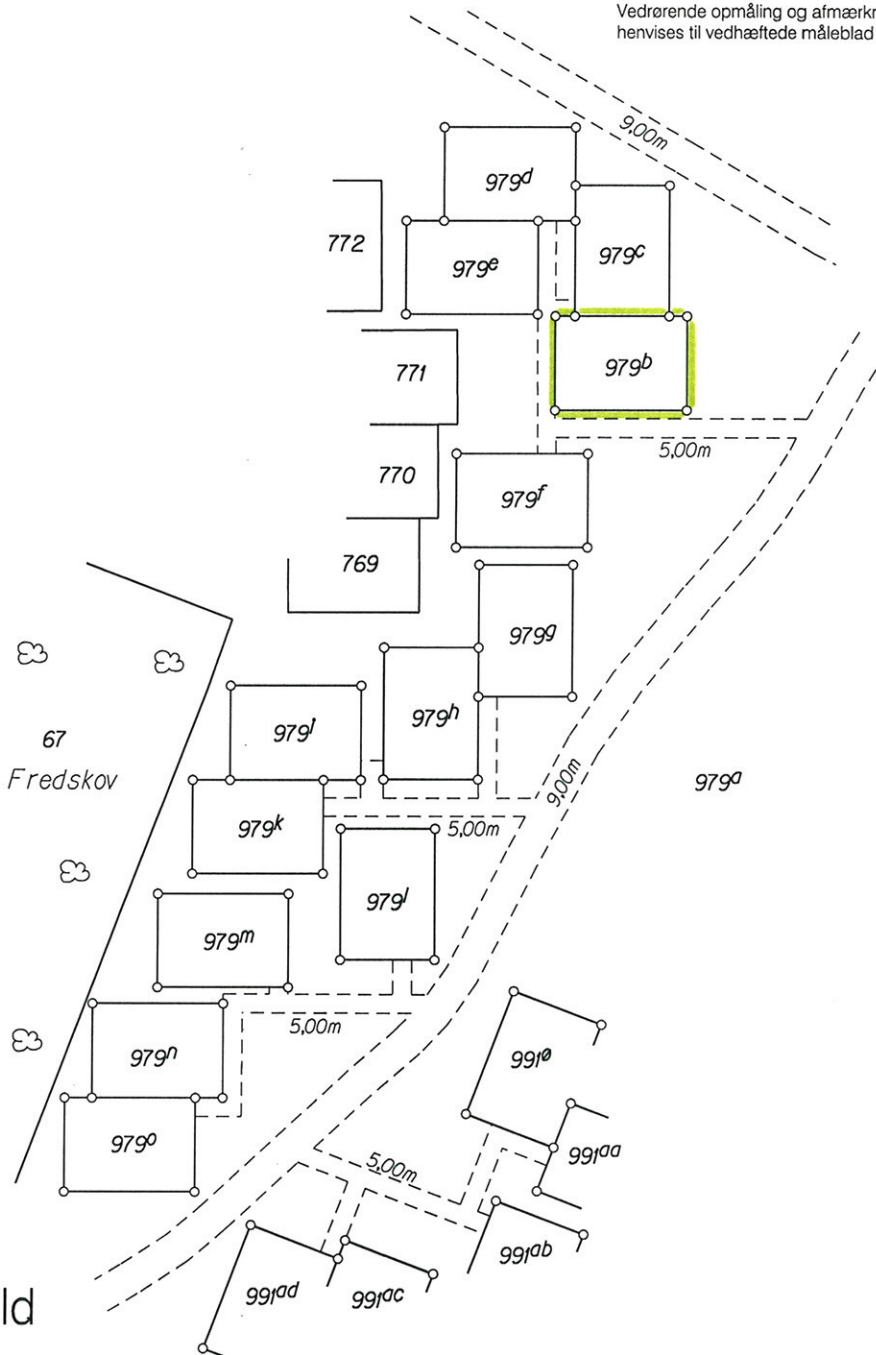 Vedrørende opmåling og afmærkn
henvises til vedhæftede måleblad
9,00m
979d
772
979c
979e
979b
771
5,00m
770
979f
769
979g
979h
979i
67
Fredskov
979a
9,00m
979k
5,00m
979l
979m
5,00m
991ø
979n
979o
991aa
5,00m
991ab
991ad
991ac
ld